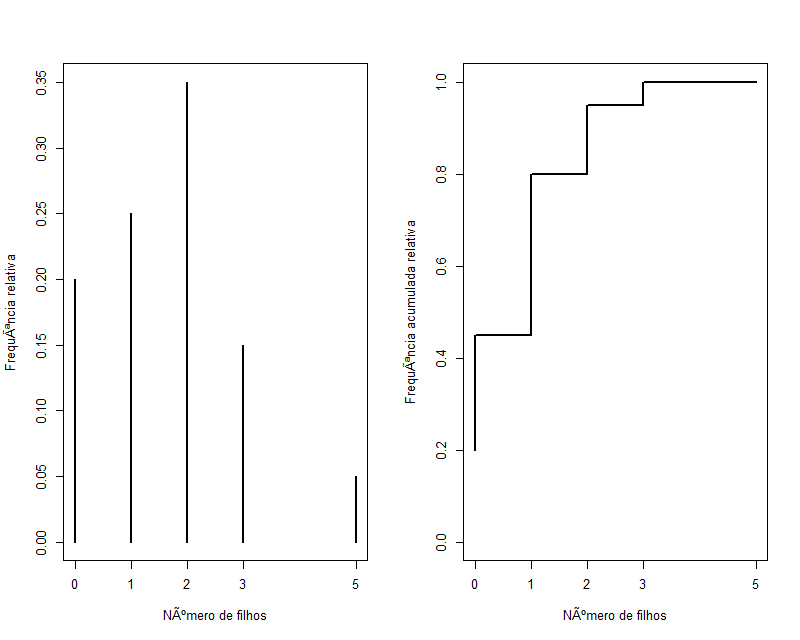 FrequÃªncia relativa
0.35
0.30
0.25
0.20
0.15
0.10
0.05
0.00
0 1 2 3 5
NÃºmero de filhos
FrequÃªncia acumulada relativa
1.0
0.8
0.6
0.4
0.2
0.0
0 1 2 3 5
NÃºmero de filhos